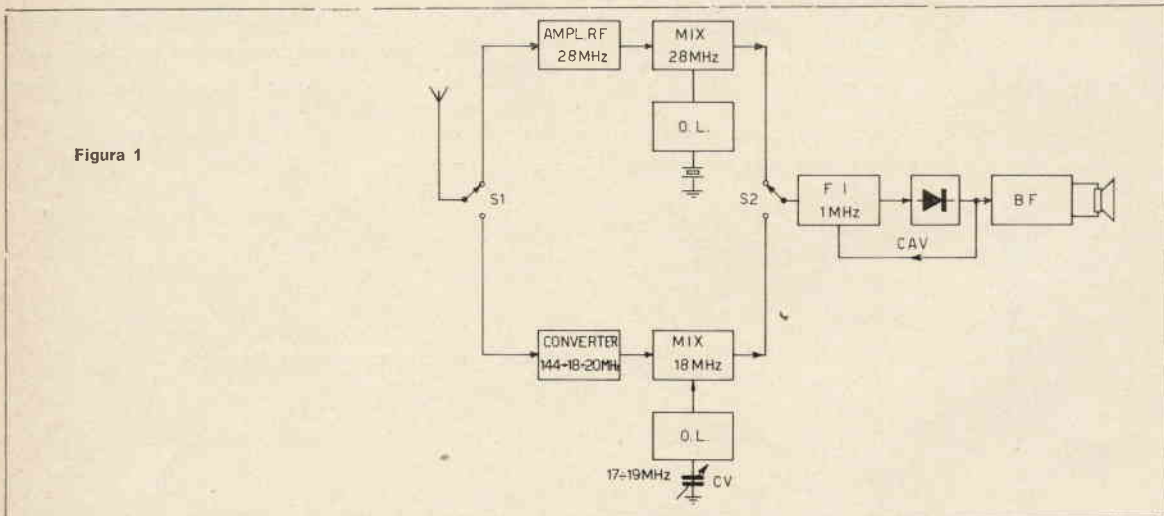 Figura 1
AMPL.RF
28MHz
MIX
28MHz
O.L.
S1
S2
FI
1MHz
BF
CAV
CONVERTER
144÷18÷20MHz
MIX
18MHz
O.L.
17÷19MHz
CV